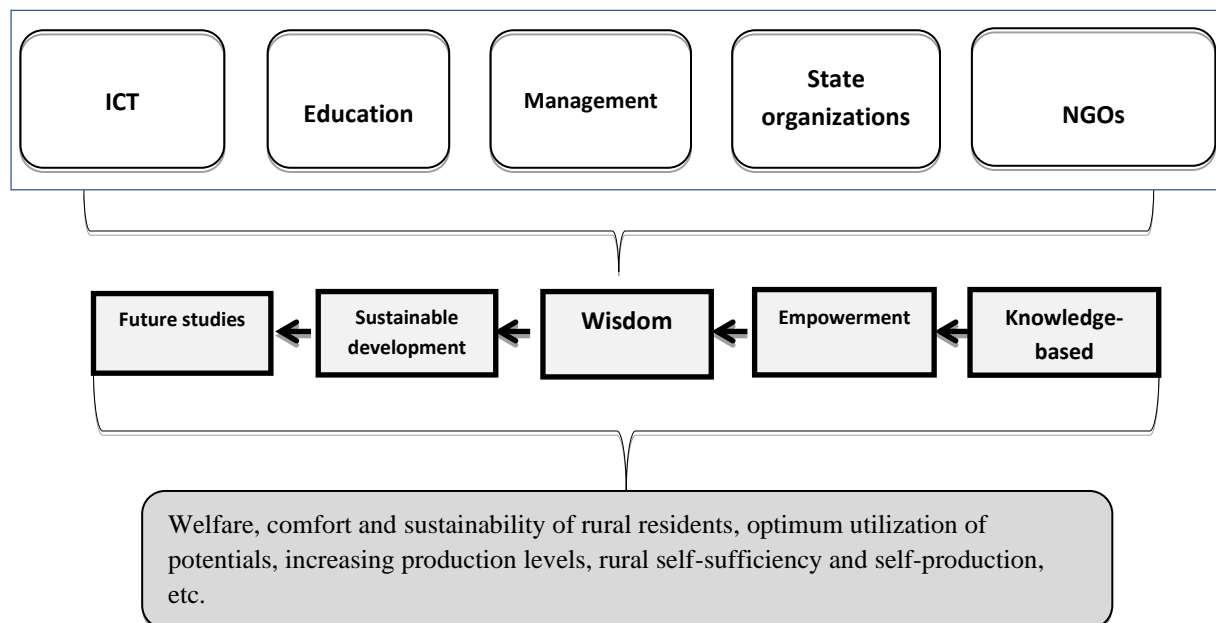 ICT
Education
Management
State
organizations
NGOs
Future studies
Sustainable
development
Wisdom
Empowerment
Knowledge-
based
Welfare, comfort and sustainability of rural residents, optimum utilization of
potentials, increasing production levels, rural self-sufficiency and self-production,
etc.